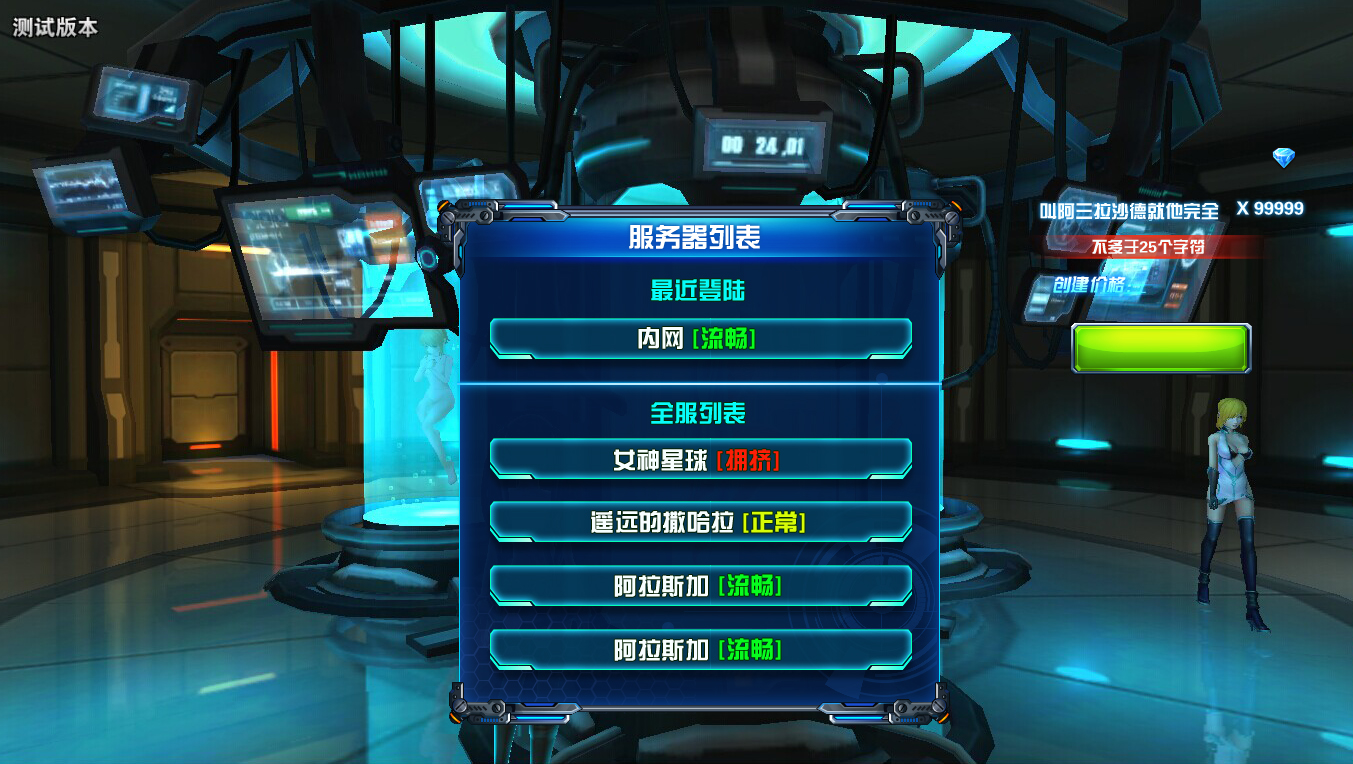 测试版本
00 24,01
服务器列表
最近登陆
内网 [流畅]
全服列表
女神星球 [拥挤]
遥远的撒哈拉 [正常]
阿拉斯加 [流畅]
阿拉斯加 [流畅]
叫阿三拉沙德就他完全 X 99999
不多于25个字符
创建价格: